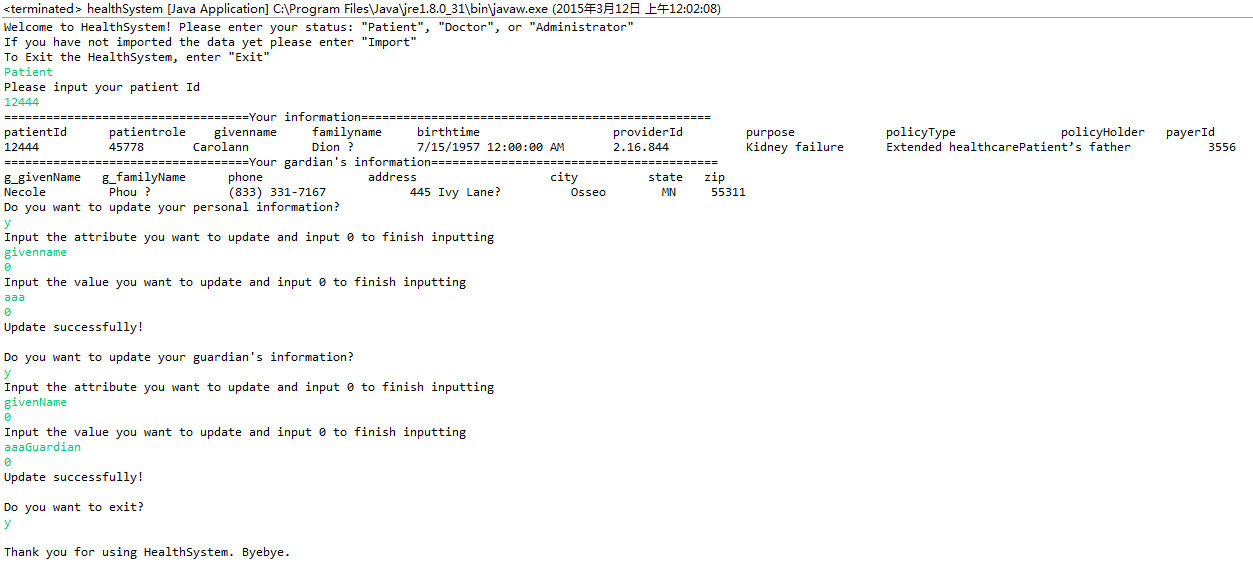 <terminated> healthSystem [Java Application] C:\Program Files\Java\jre1.8.0_31\bin\javaw.exe (2015年3月12日 上午12:02:08)
Welcome to HealthSystem! Please enter your status: "Patient", "Doctor", or "Administrator"
If you have not imported the data yet please enter "Import"
To Exit the HealthSystem, enter "Exit"
Patient
Please input your patient Id
12444
===================================Your information==================================================
patientId patientrole givenname familyname birthtime providerId purpose policyType policyHolder payerId
12444 45778 Carolann Dion ? 7/15/1957 12:00:00 AM 2.16.844 Kidney failure Extended healthcarePatient’s father 3556
===================================Your gardian's information=========================================
g_givenName g_familyName phone address city state zip
Necole Phou ? (833) 331-7167 445 Ivy Lane? Osseo MN 55311
Do you want to update your personal information?
y
Input the attribute you want to update and input 0 to finish inputting
givenname
0
Input the value you want to update and input 0 to finish inputting
aaa
0
Update successfully!
Do you want to update your guardian's information?
y
Input the attribute you want to update and input 0 to finish inputting
givenName
0
Input the value you want to update and input 0 to finish inputting
aaaGuardian
0
Update successfully!
Do you want to exit?
y
Thank you for using HealthSystem. Byebye.